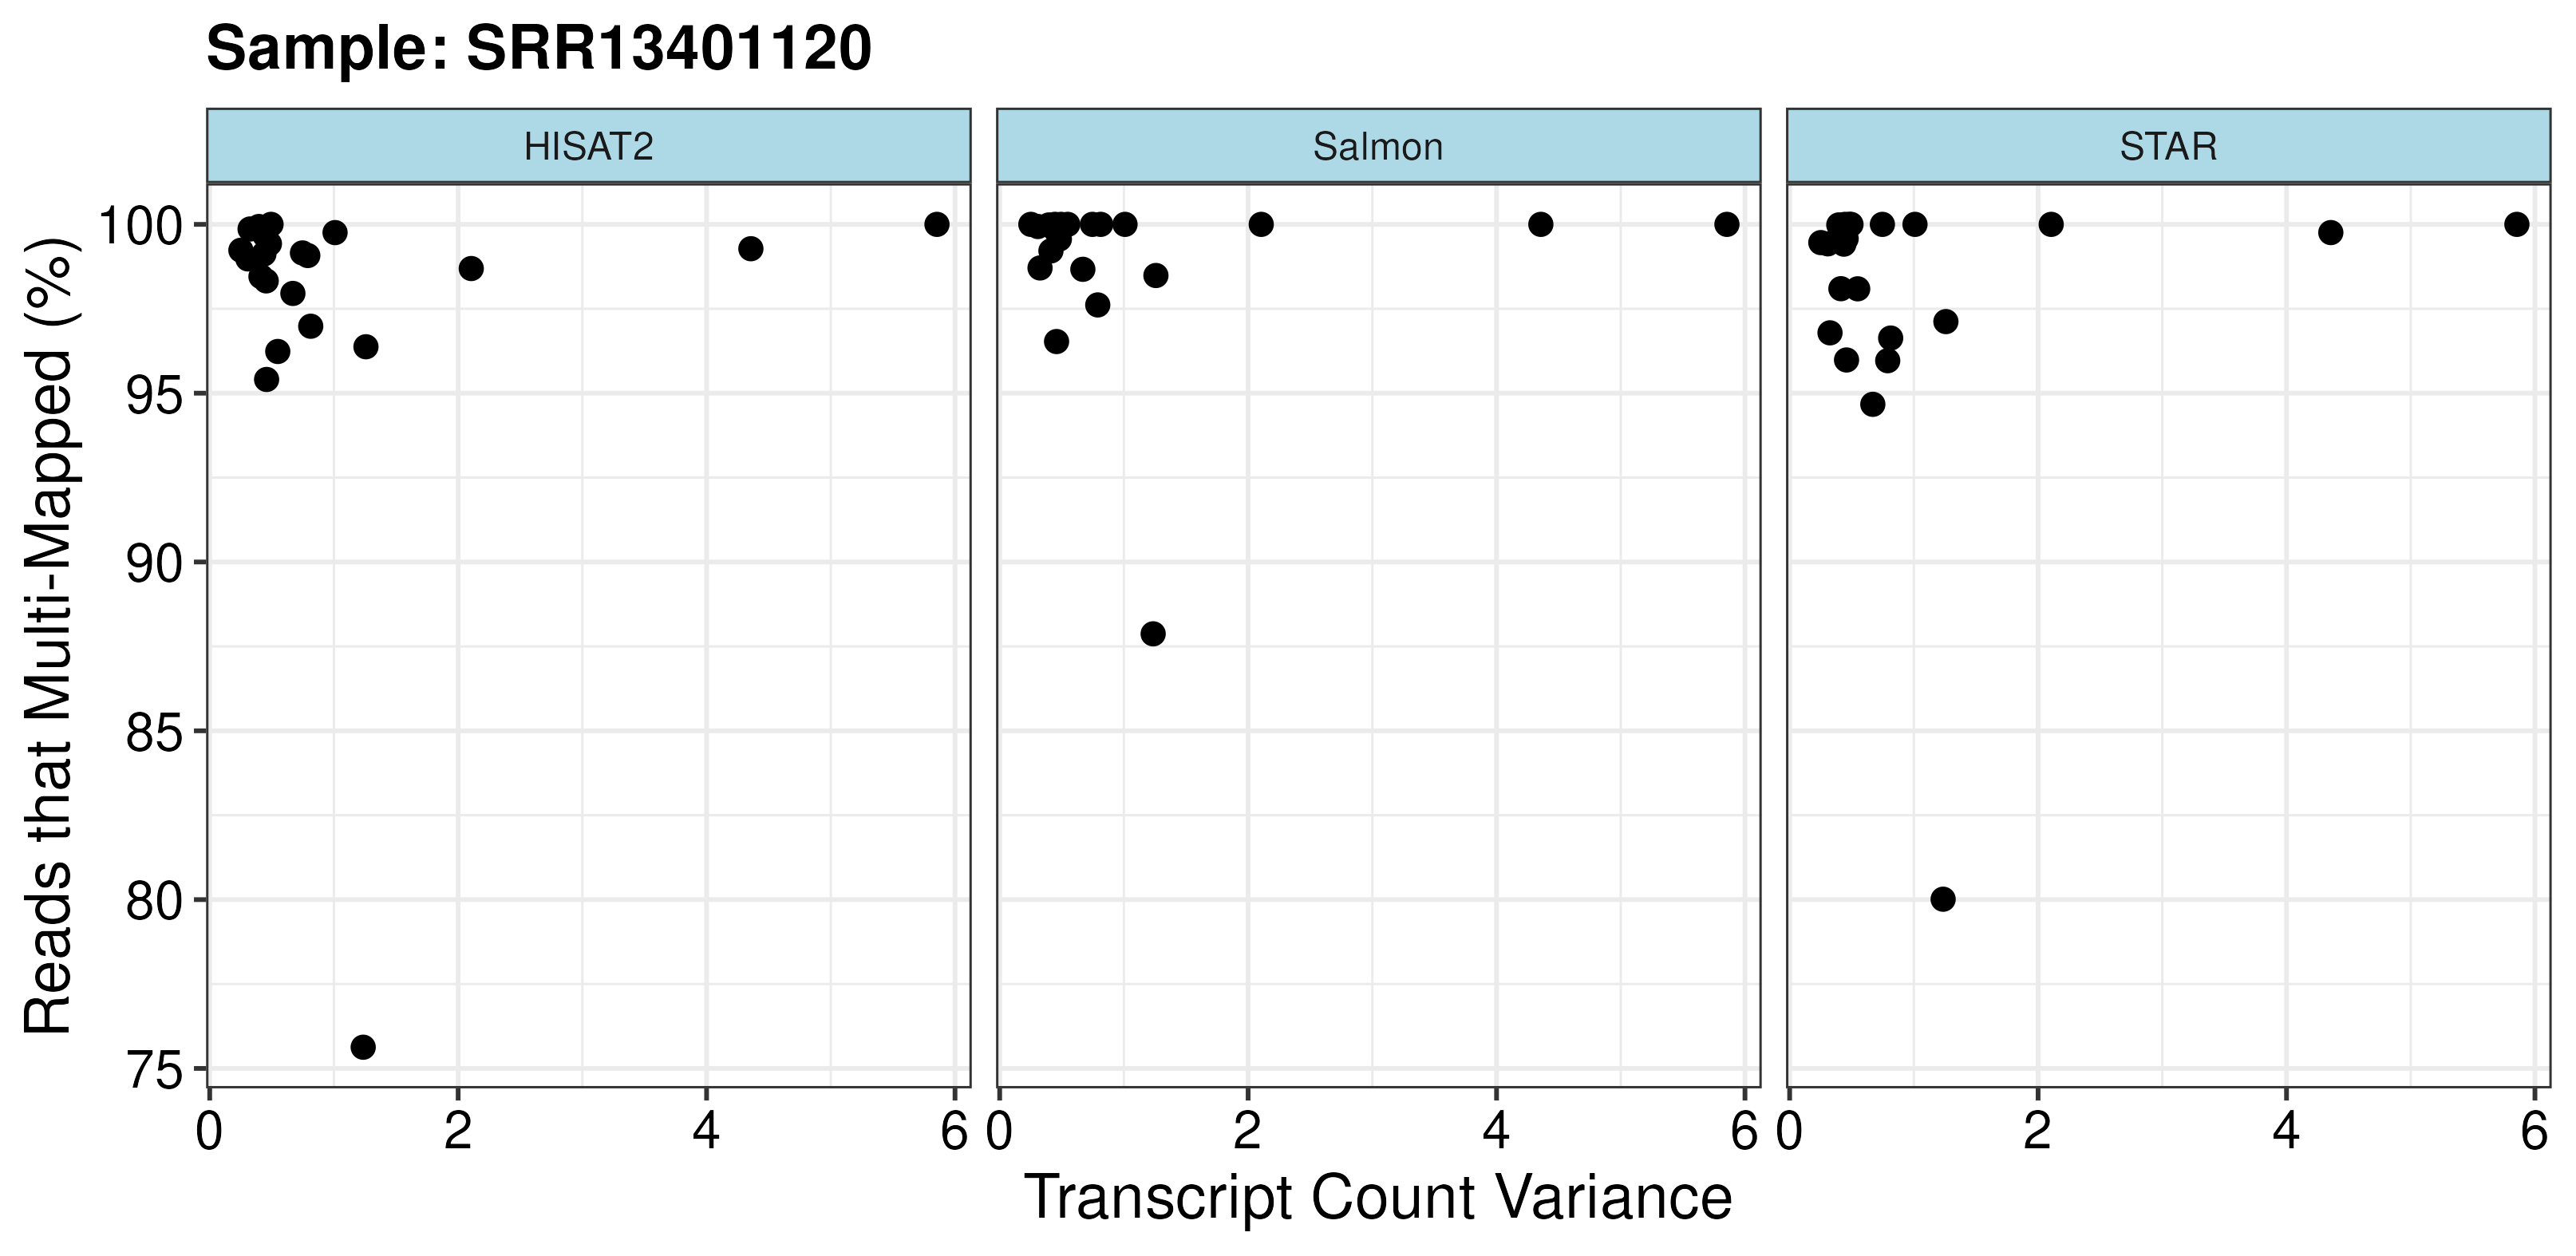 Sample: SRR13401120
HISAT2 Salmon STAR
Reads that Multi-Mapped (%)
100
95
90
85
80
75
0 2 4 6 0 2 4 6 0 2 4 6
Transcript Count Variance